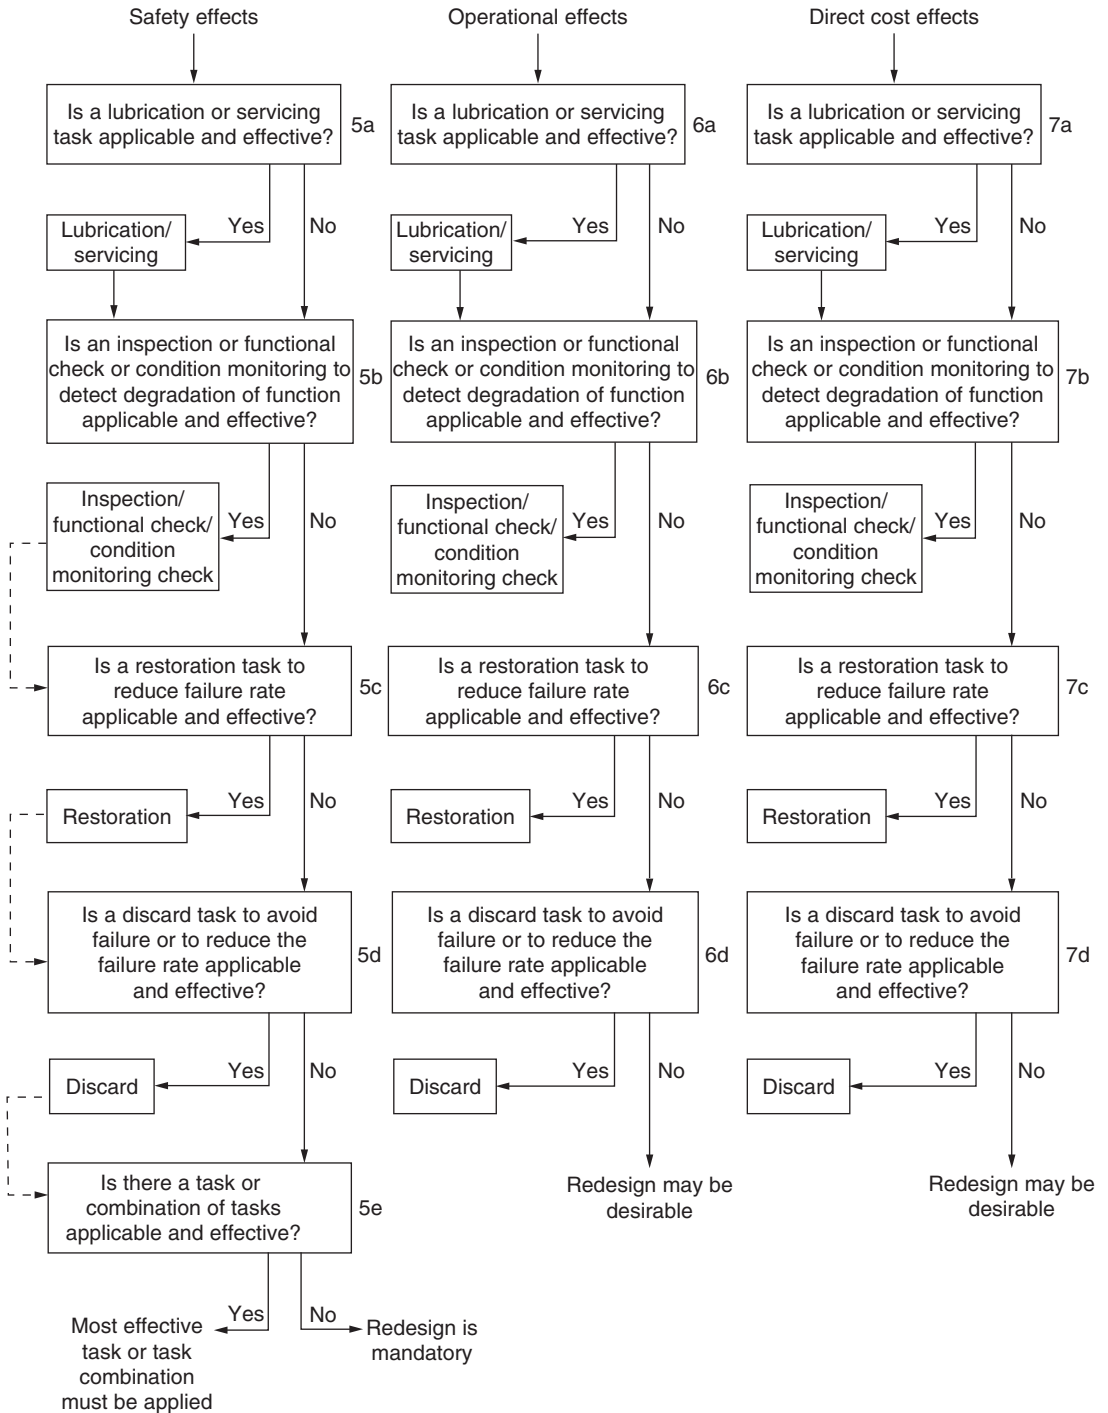 Safety effects
Operational effects
Direct cost effects
Is a lubrication or servicing
task applicable and effective?
5a
Is a lubrication or servicing
task applicable and effective?
6a
Is a lubrication or servicing
task applicable and effective?
7a
Lubrication/
servicing
Yes
No
Lubrication/
servicing
Yes
No
Lubrication/
servicing
Yes
No
Is an inspection or functional
check or condition monitoring to
detect degradation of function
applicable and effective?
5b
Is an inspection or functional
check or condition monitoring to
detect degradation of function
applicable and effective?
6b
Is an inspection or functional
check or condition monitoring to
detect degradation of function
applicable and effective?
7b
Inspection/
functional check/
condition
monitoring check
Yes
No
Inspection/
functional check/
condition
monitoring check
Yes
No
Inspection/
functional check/
condition
monitoring check
Yes
No
Is a restoration task to
reduce failure rate
applicable and effective?
5c
Is a restoration task to
reduce failure rate
applicable and effective?
6c
Is a restoration task to
reduce failure rate
applicable and effective?
7c
Restoration
Yes
No
Restoration
Yes
No
Restoration
Yes
No
Is a discard task to avoid
failure or to reduce the
failure rate applicable
and effective?
5d
Is a discard task to avoid
failure or to reduce the
failure rate applicable
and effective?
6d
Is a discard task to avoid
failure or to reduce the
failure rate applicable
and effective?
7d
Discard
Yes
No
Discard
Yes
No
Discard
Yes
No
Is there a task or
combination of tasks
applicable and effective?
5e
Redesign may be
desirable
Redesign may be
desirable
Yes
No
Most effective
task or task
combination
must be applied
Redesign is
mandatory